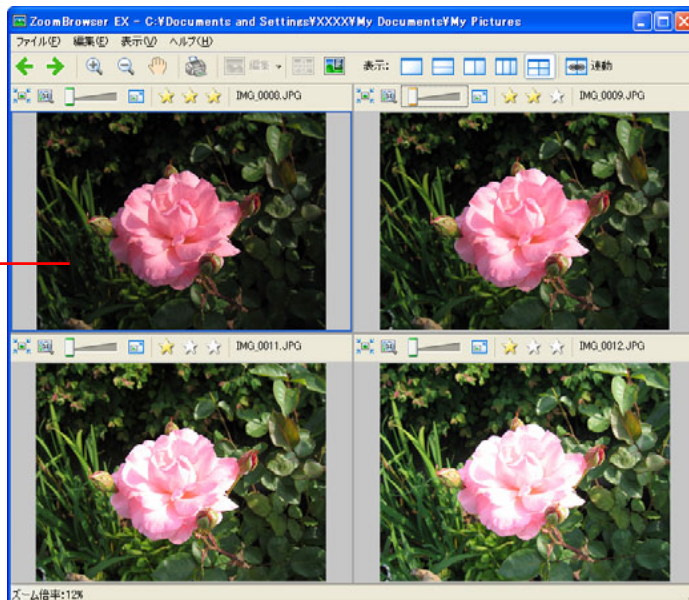 ZoomBrowser EX - C:¥Documents and Settings¥XXXX¥My Documents¥My Pictures
ファイル(F) 編集(E) 表示(V) ヘルプ(H)
編集 表示: 連動
IMG_0008.JPG IMG_0009.JPG
IMG_0011.JPG IMG_0012.JPG
ズーム倍率:12%